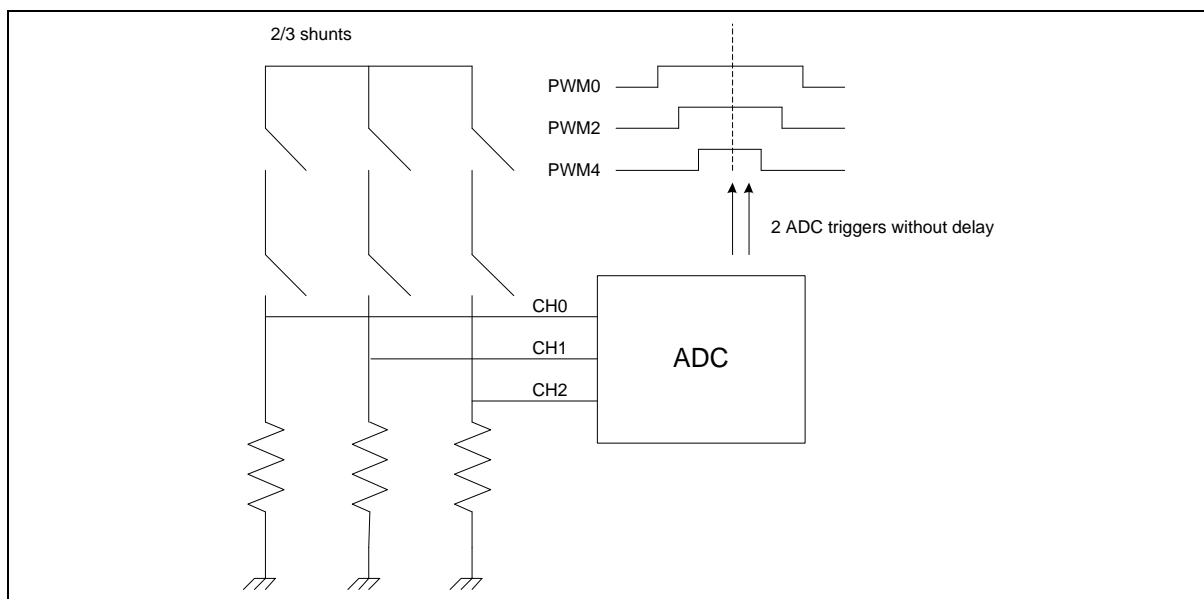 2/3 shunts
PWM0
PWM2
PWM4
2 ADC triggers without delay
CH0
CH1
CH2
ADC